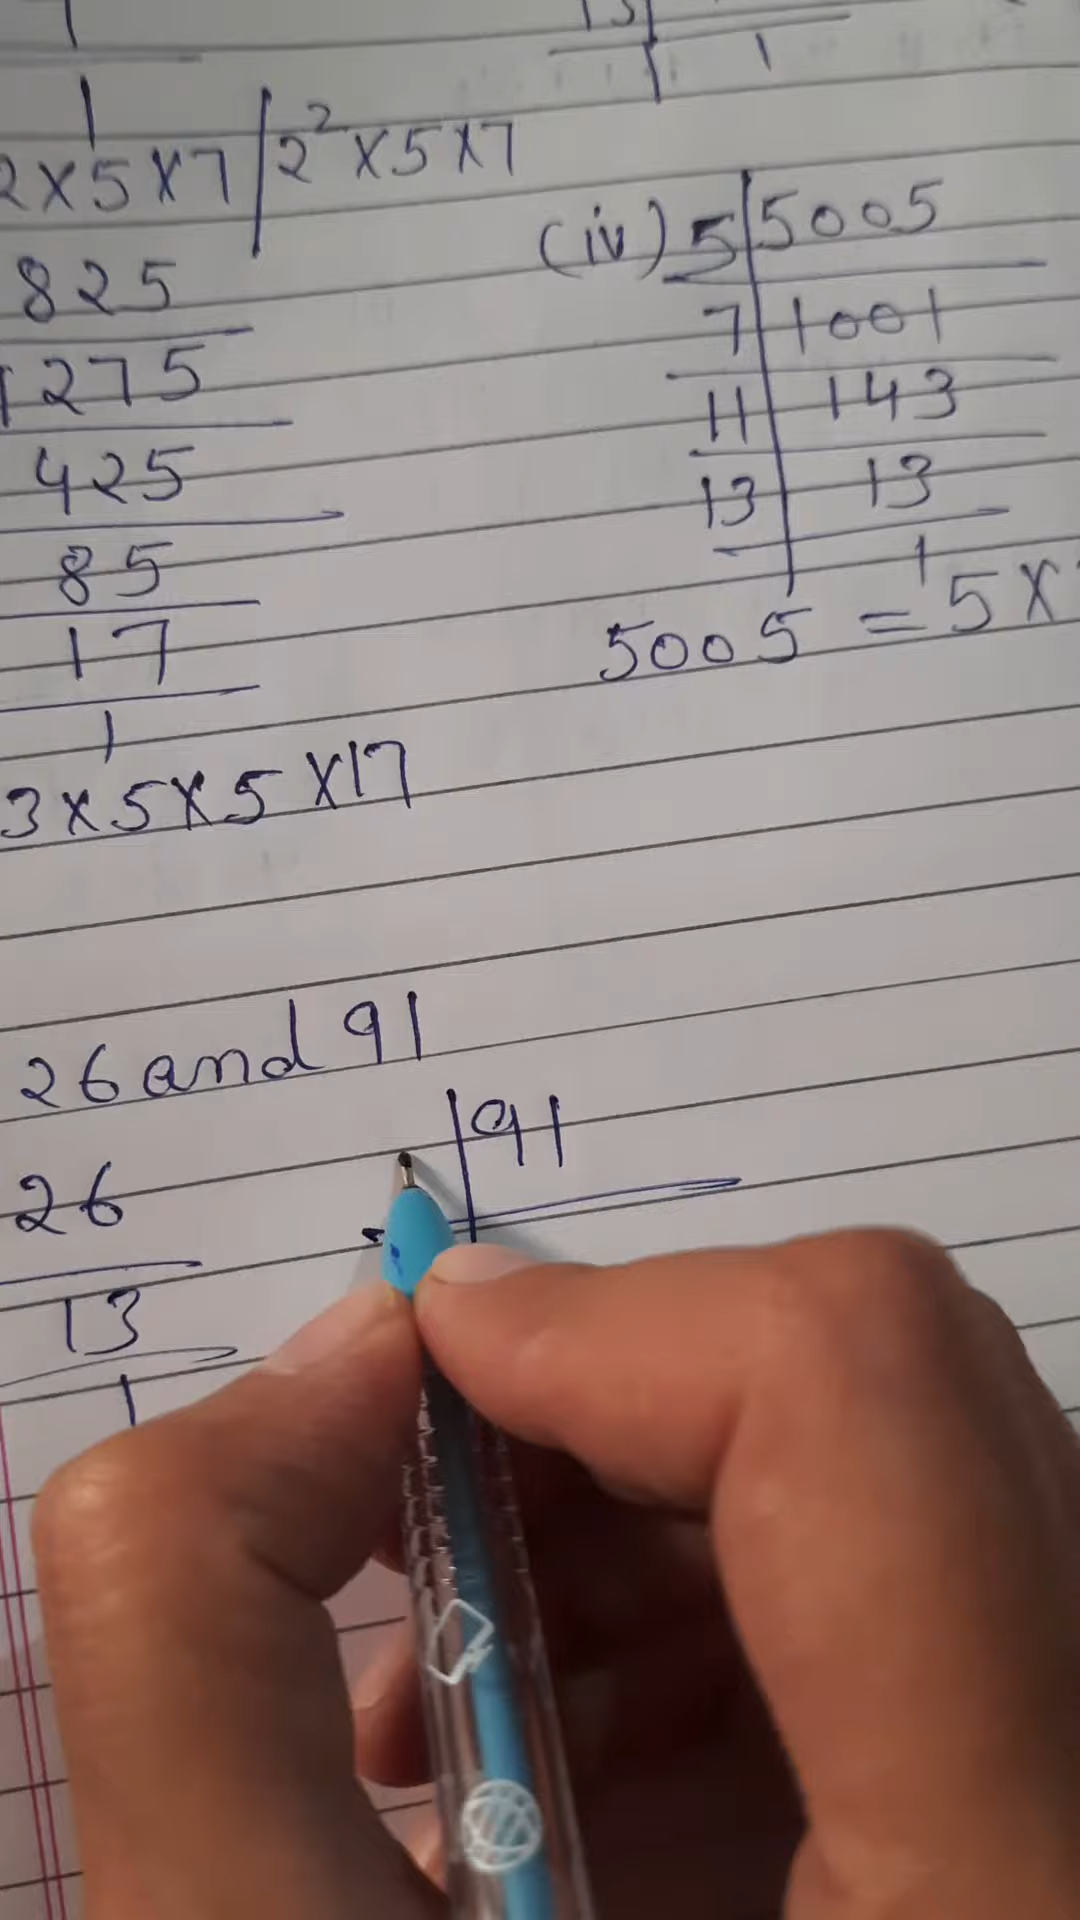 1
2×5×7 | 2²×5×7
825
1275
425
85
17
1
3×5×5×17
(iv) 5 | 5005
7 | 1001
11 | 143
13 | 13
1
5005 = 5×
26 and 91
26
13
1
| 91